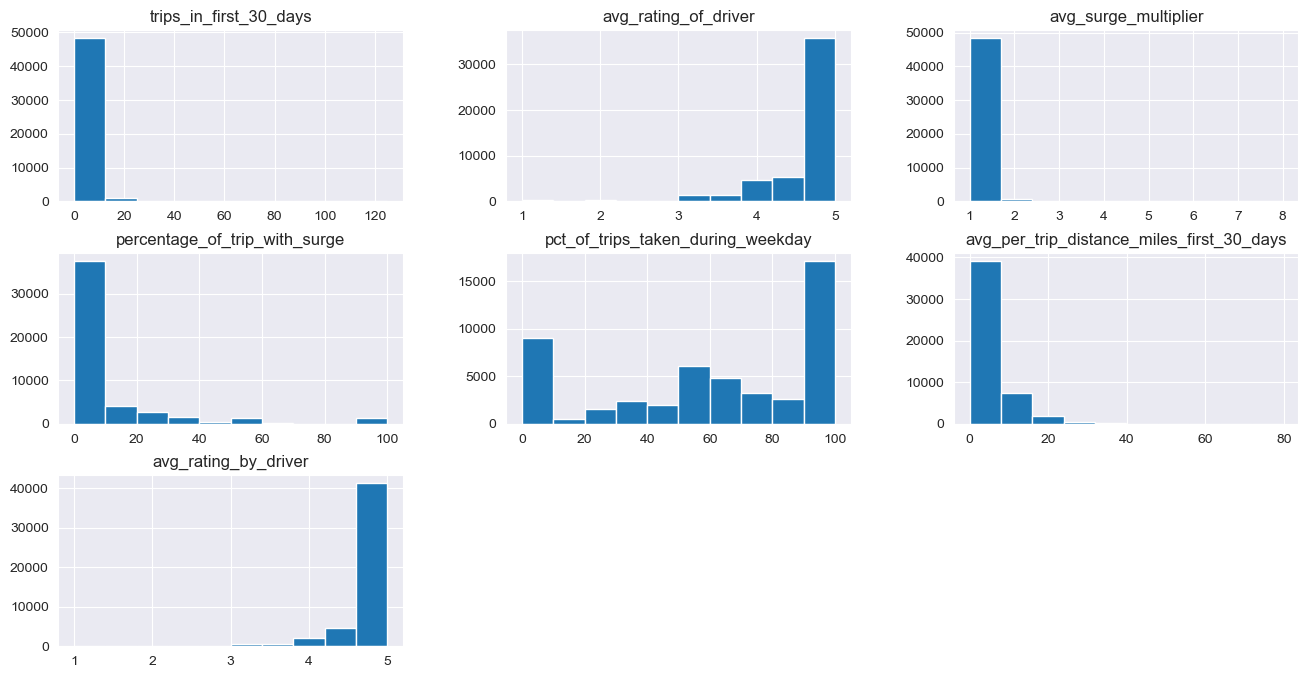 trips_in_first_30_days
50000
40000
30000
20000
10000
0
0 20 40 60 80 100 120
avg_rating_of_driver
30000
20000
10000
0
1 2 3 4 5
avg_surge_multiplier
50000
40000
30000
20000
10000
0
1 2 3 4 5 6 7 8
percentage_of_trip_with_surge
30000
20000
10000
0
0 20 40 60 80 100
pct_of_trips_taken_during_weekday
15000
10000
5000
0
0 20 40 60 80 100
avg_per_trip_distance_miles_first_30_days
40000
30000
20000
10000
0
0 20 40 60 80
avg_rating_by_driver
40000
30000
20000
10000
0
1 2 3 4 5